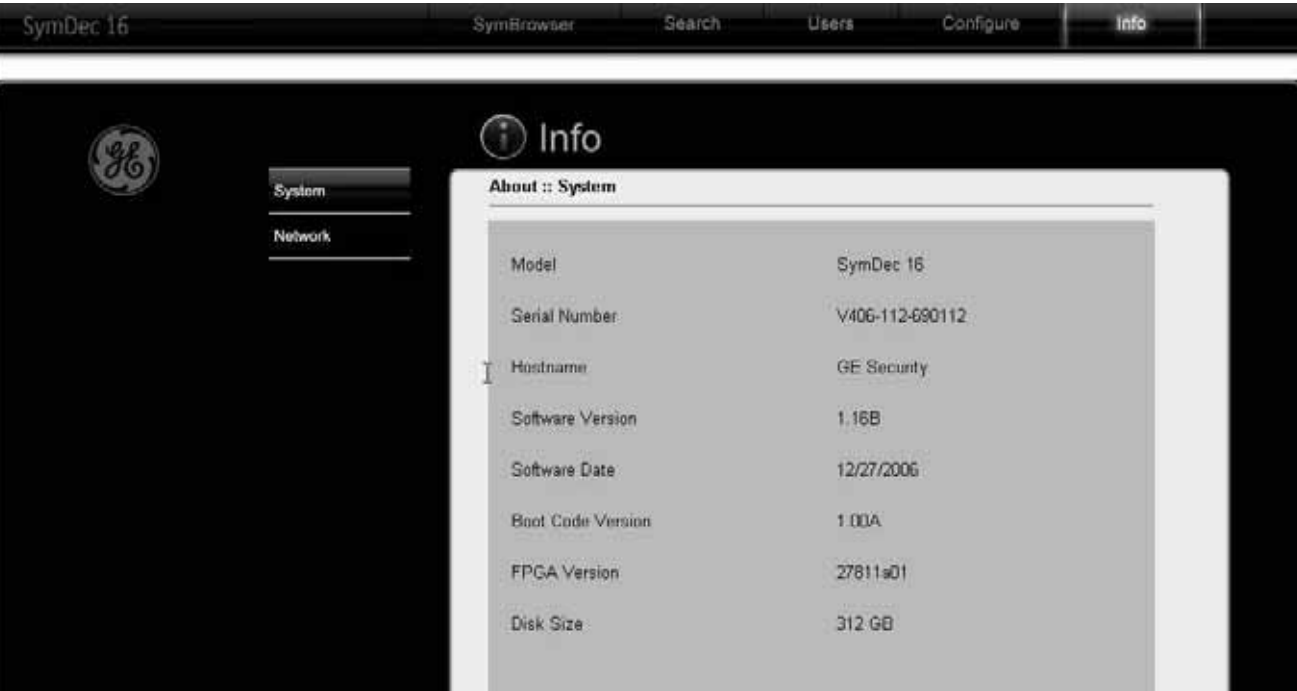 SymDec 16 SymBrowser Search Users Configure Info
GE
Info
System
Network
About :: System
Model SymDec 16
Serial Number V406-112-690112
Hostname GE Security
Software Version 1.16B
Software Date 12/27/2006
Boot Code Version 1.00A
FPGA Version 27811s01
Disk Size 312 GB